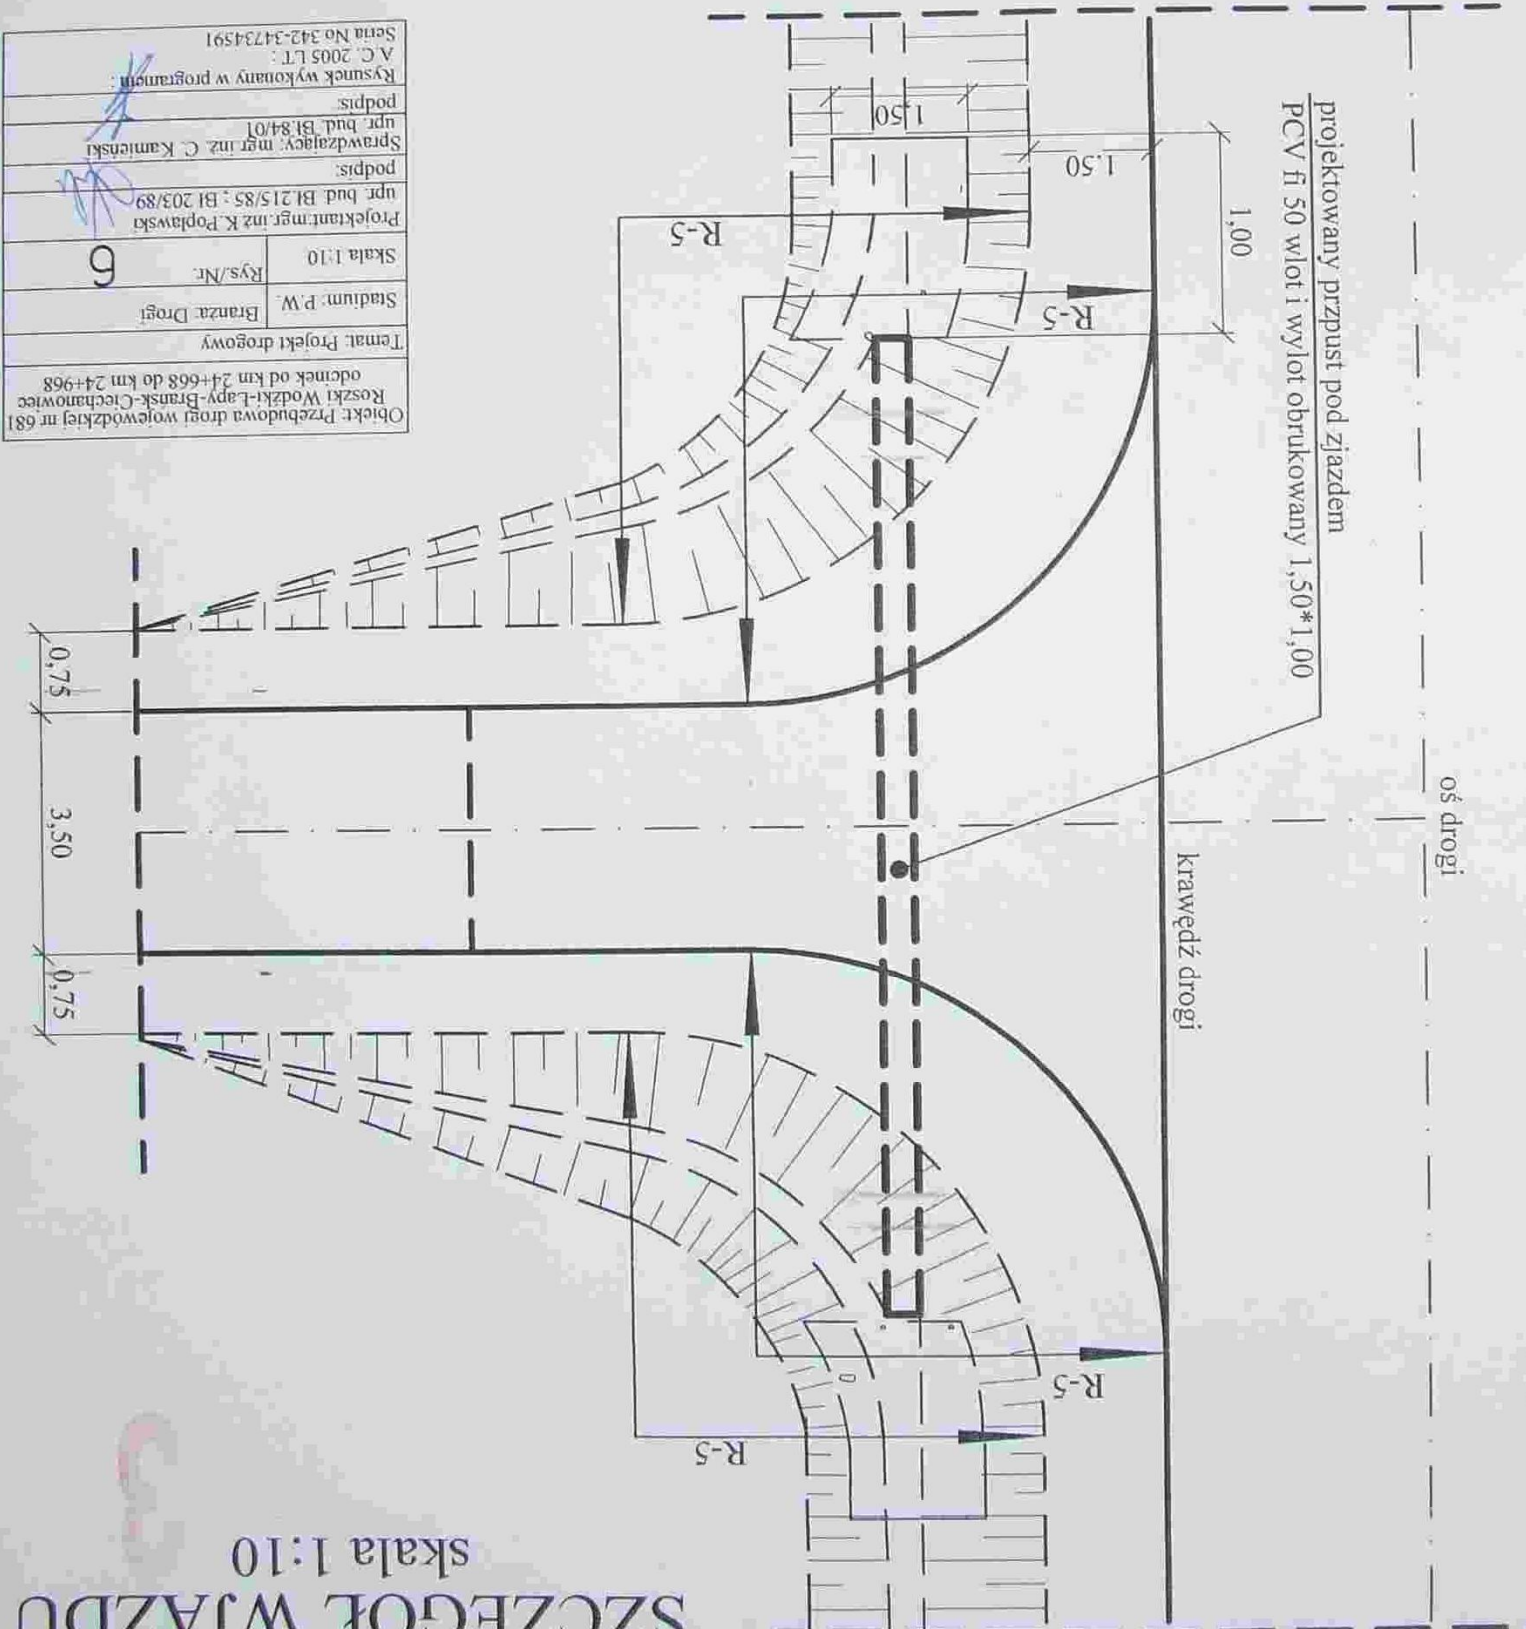 SZCZEGÓŁ WJAZDU
skala 1:10
R-5
R-5
R-5
R-5
1,50
1.50
1,00
projektowany przpust pod zjazdem
PCV fi 50 wlot i wylot obrukowany 1,50*1,00
oś drogi
krawędź drogi
0,75
3,50
0,75
Obiekt: Przebudowa drogi wojewódzkiej nr 681
Roszki Wodźki-Łapy-Brańsk-Ciechanowiec
odcinek od km 24+668 do km 24+968
Temat: Projekt drogowy
Stadium: P.W. Branża: Drogi
Skala 1:10 Rys./Nr. 6
Projektant:mgr inż K. Popławski
upr. bud. Bł.215/85 ; Bł 203/89
podpis:
Sprawdzający: mgr inż. C. Kamieński
upr. bud. Bł.84/01
podpis:
Rysunek wykonany w programem :
A.C. 2005 LT :
Seria No 342-34734591